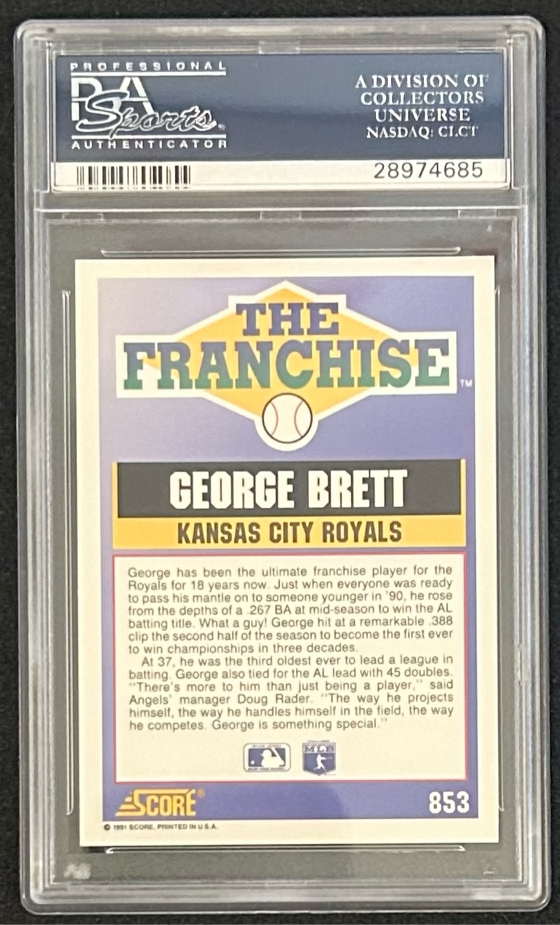 PROFESSIONAL
PSA
Sports
AUTHENTICATOR
A DIVISION OF
COLLECTORS
UNIVERSE
NASDAQ: CLCT
28974685
THE
FRANCHISE™
GEORGE BRETT
KANSAS CITY ROYALS
George has been the ultimate franchise player for the
Royals for 18 years now. Just when everyone was ready
to pass his mantle on to someone younger in '90, he rose
from the depths of a .267 BA at mid-season to win the AL
batting title. What a guy! George hit at a remarkable .388
clip the second half of the season to become the first ever
to win championships in three decades.
At 37, he was the third oldest ever to lead a league in
batting. George also tied for the AL lead with 45 doubles.
"There's more to him than just being a player," said
Angels' manager Doug Rader. "The way he projects
himself, the way he handles himself in the field, the way
he competes. George is something special."
SCORE®
853
© 1991 SCORE, PRINTED IN U.S.A.